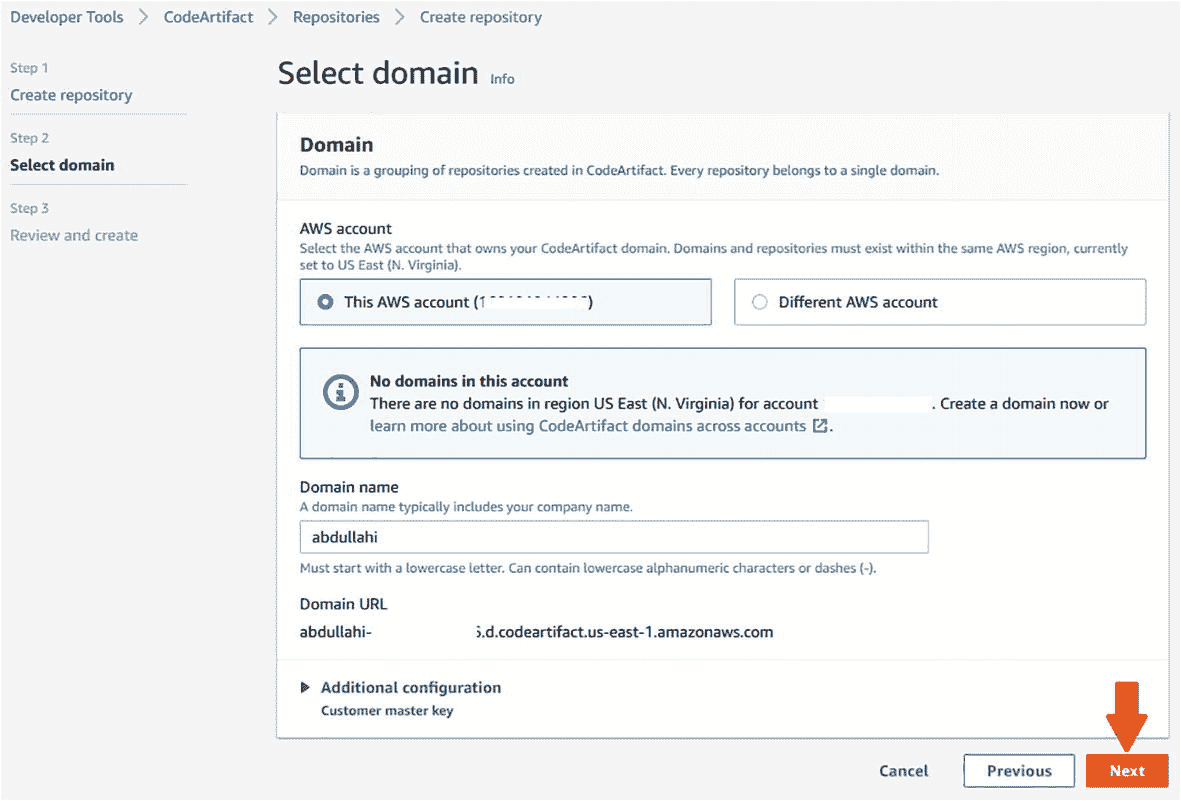 Developer Tools > CodeArtifact > Repositories > Create repository
Step 1
Create repository
Step 2
Select domain
Step 3
Review and create
Select domain Info
Domain
Domain is a grouping of repositories created in CodeArtifact. Every repository belongs to a single domain.
AWS account
Select the AWS account that owns your CodeArtifact domain. Domains and repositories must exist within the same AWS region, currently
set to US East (N. Virginia).
This AWS account ( )
Different AWS account
No domains in this account
There are no domains in region US East (N. Virginia) for account . Create a domain now or
learn more about using CodeArtifact domains across accounts .
Domain name
A domain name typically includes your company name.
abdullahi
Must start with a lowercase letter. Can contain lowercase alphanumeric characters or dashes (-).
Domain URL
abdullahi- .d.codeartifact.us-east-1.amazonaws.com
Additional configuration
Customer master key
Cancel
Previous
Next